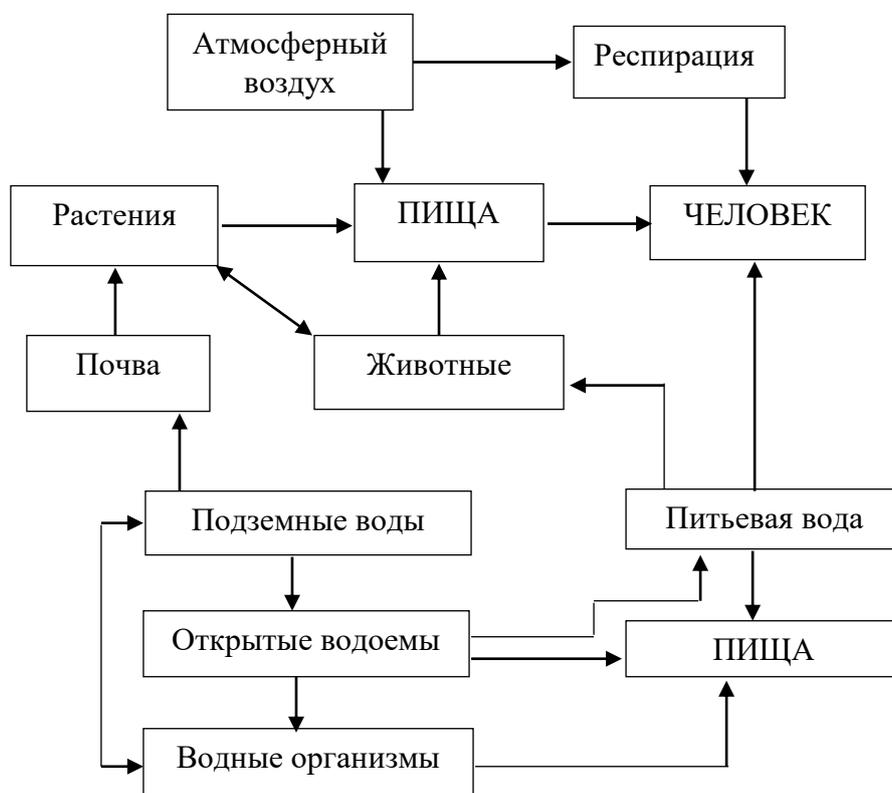 Атмосферный
воздух
Респирация
Растения
ПИЩА
ЧЕЛОВЕК
Почва
Животные
Подземные воды
Питьевая вода
Открытые водоемы
ПИЩА
Водные организмы